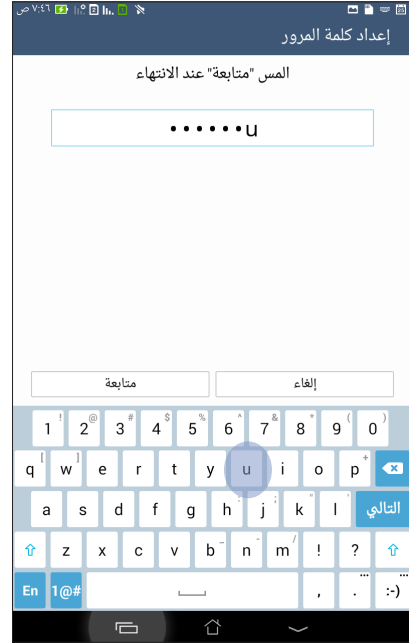 ٧:٤٦ ص
إعداد كلمة المرور
المس "متابعة" عند الانتهاء
••••••u
إلغاء
متابعة
1 ! 2 @ 3 # 4 $ 5 % 6 ^ 7 & 8 * 9 ( 0 )
q [ w ] e r t y u i o p +
a s d f g h : j ; k " l ' التالي
z x c v b _ n - m / ! ?
En 1@# , . ... :-) ...